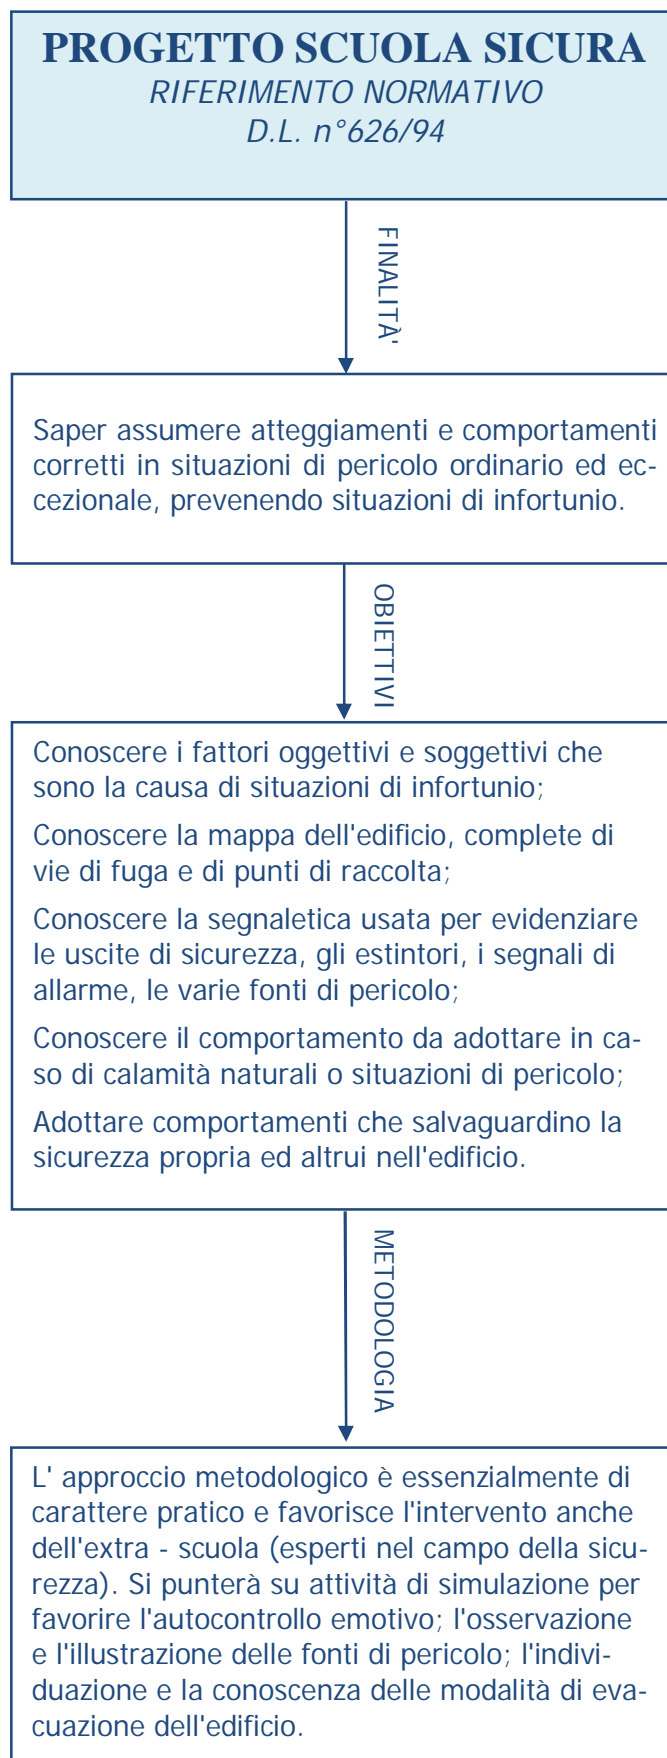 PROGETTO SCUOLA SICURA
RIFERIMENTO NORMATIVO
D.L. n°626/94
FINALITÀ'
Saper assumere atteggiamenti e comportamenti
corretti in situazioni di pericolo ordinario ed ec-
cezionale, prevenendo situazioni di infortunio.
OBIETTIVI
Conoscere i fattori oggettivi e soggettivi che
sono la causa di situazioni di infortunio;
Conoscere la mappa dell'edificio, complete di
vie di fuga e di punti di raccolta;
Conoscere la segnaletica usata per evidenziare
le uscite di sicurezza, gli estintori, i segnali di
allarme, le varie fonti di pericolo;
Conoscere il comportamento da adottare in ca-
so di calamità naturali o situazioni di pericolo;
Adottare comportamenti che salvaguardino la
sicurezza propria ed altrui nell'edificio.
METODOLOGIA
L' approccio metodologico è essenzialmente di
carattere pratico e favorisce l'intervento anche
dell'extra - scuola (esperti nel campo della sicu-
rezza). Si punterà su attività di simulazione per
favorire l'autocontrollo emotivo; l'osservazione
e l'illustrazione delle fonti di pericolo; l'indivi-
duazione e la conoscenza delle modalità di eva-
cuazione dell'edificio.